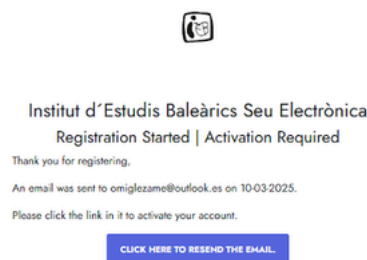 Institut d´Estudis Baleàrics Seu Electrònica
Registration Started | Activation Required
Thank you for registering,
An email was sent to omiglezame@outlook.es on 10-03-2025.
Please click the link in it to activate your account.
CLICK HERE TO RESEND THE EMAIL.